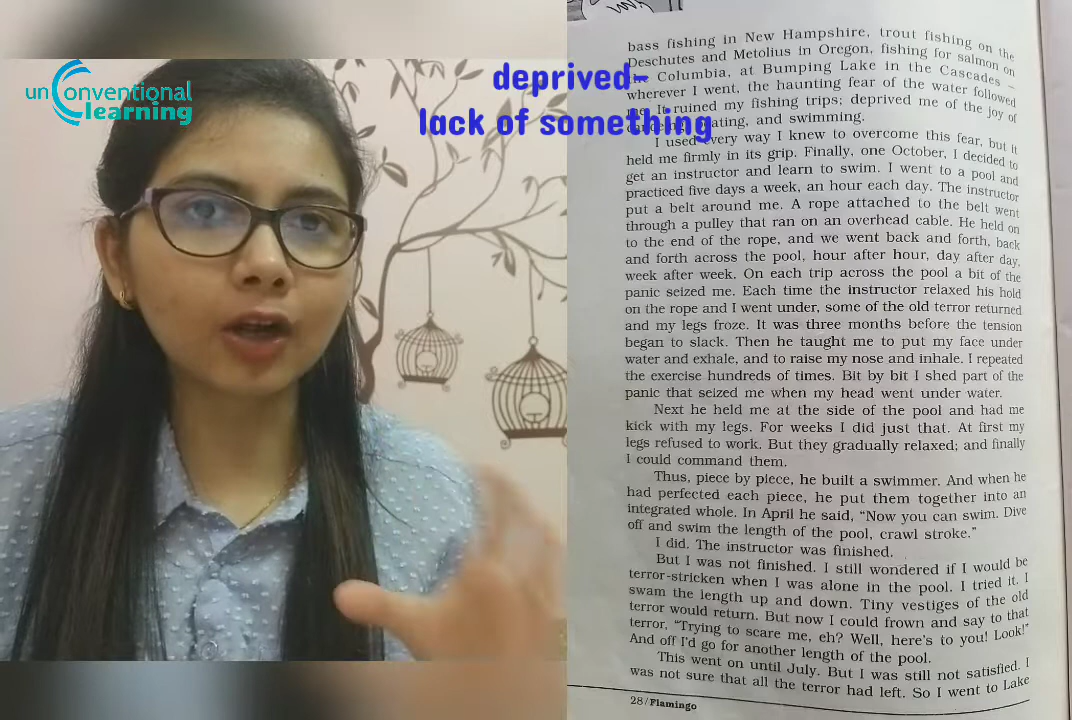 unconventional
learning
deprived-
lack of something
bass fishing in New Hampshire, trout fishing on the
Deschutes and Metolius in Oregon, fishing for salmon on
the Columbia, at Bumping Lake in the Cascades –
wherever I went, the haunting fear of the water followed
me. It ruined my fishing trips; deprived me of the joy of
canoeing, boating, and swimming.
I used every way I knew to overcome this fear, but it
held me firmly in its grip. Finally, one October, I decided to
get an instructor and learn to swim. I went to a pool and
practiced five days a week, an hour each day. The instructor
put a belt around me. A rope attached to the belt went
through a pulley that ran on an overhead cable. He held on
to the end of the rope, and we went back and forth, back
and forth across the pool, hour after hour, day after day,
week after week. On each trip across the pool a bit of the
panic seized me. Each time the instructor relaxed his hold
on the rope and I went under, some of the old terror returned
and my legs froze. It was three months before the tension
began to slack. Then he taught me to put my face under
water and exhale, and to raise my nose and inhale. I repeated
the exercise hundreds of times. Bit by bit I shed part of the
panic that seized me when my head went under water.
Next he held me at the side of the pool and had me
kick with my legs. For weeks I did just that. At first my
legs refused to work. But they gradually relaxed; and finally
I could command them.
Thus, piece by piece, he built a swimmer. And when he
had perfected each piece, he put them together into an
integrated whole. In April he said, “Now you can swim. Dive
off and swim the length of the pool, crawl stroke.”
I did. The instructor was finished.
But I was not finished. I still wondered if I would be
terror-stricken when I was alone in the pool. I tried it. I
swam the length up and down. Tiny vestiges of the old
terror would return. But now I could frown and say to that
terror, “Trying to scare me, eh? Well, here’s to you! Look!”
And off I’d go for another length of the pool.
This went on until July. But I was still not satisfied. I
was not sure that all the terror had left. So I went to Lake
28/Flamingo